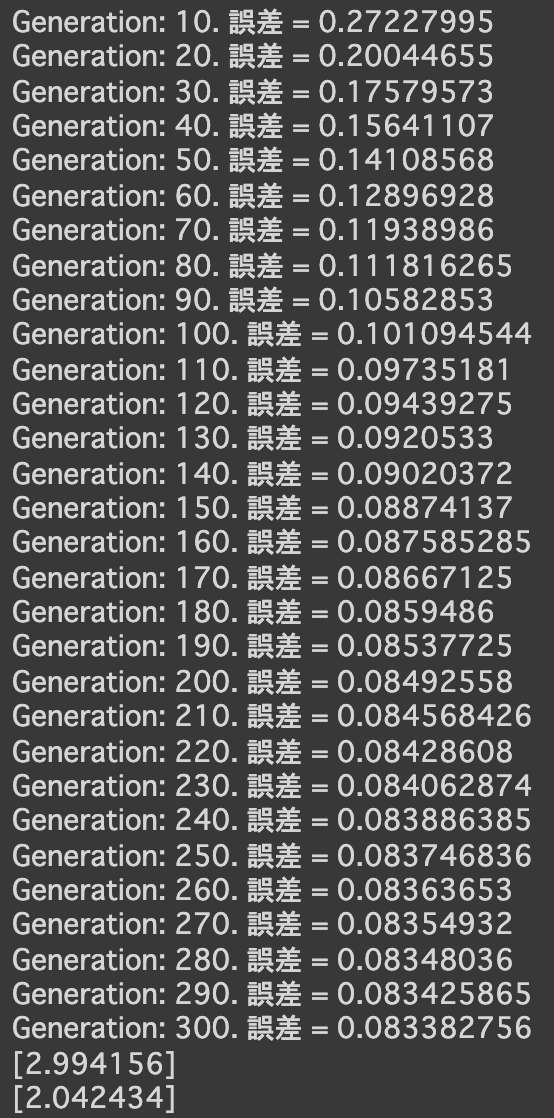 Generation: 10. 誤差 = 0.27227995
Generation: 20. 誤差 = 0.20044655
Generation: 30. 誤差 = 0.17579573
Generation: 40. 誤差 = 0.15641107
Generation: 50. 誤差 = 0.14108568
Generation: 60. 誤差 = 0.12896928
Generation: 70. 誤差 = 0.11938986
Generation: 80. 誤差 = 0.111816265
Generation: 90. 誤差 = 0.10582853
Generation: 100. 誤差 = 0.101094544
Generation: 110. 誤差 = 0.09735181
Generation: 120. 誤差 = 0.09439275
Generation: 130. 誤差 = 0.0920533
Generation: 140. 誤差 = 0.09020372
Generation: 150. 誤差 = 0.08874137
Generation: 160. 誤差 = 0.087585285
Generation: 170. 誤差 = 0.08667125
Generation: 180. 誤差 = 0.0859486
Generation: 190. 誤差 = 0.08537725
Generation: 200. 誤差 = 0.08492558
Generation: 210. 誤差 = 0.084568426
Generation: 220. 誤差 = 0.08428608
Generation: 230. 誤差 = 0.084062874
Generation: 240. 誤差 = 0.083886385
Generation: 250. 誤差 = 0.083746836
Generation: 260. 誤差 = 0.08363653
Generation: 270. 誤差 = 0.08354932
Generation: 280. 誤差 = 0.08348036
Generation: 290. 誤差 = 0.083425865
Generation: 300. 誤差 = 0.083382756
[2.994156]
[2.042434]